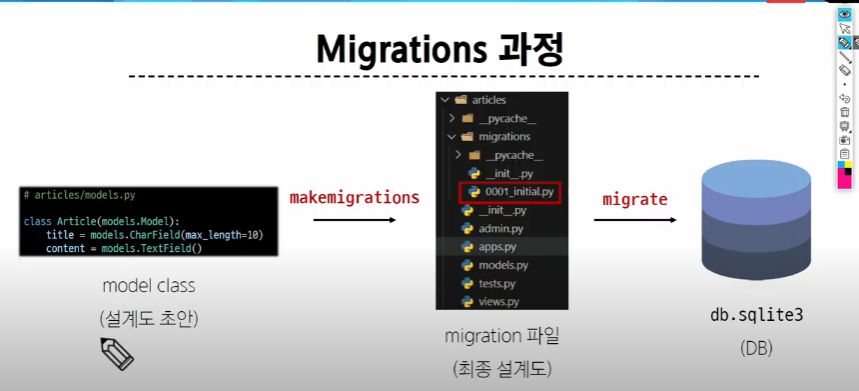 Migrations 과정
# articles/models.py
class Article(models.Model):
title = models.CharField(max_length=10)
content = models.TextField()
model class
(설계도 초안)
makemigrations
articles
__pycache__
migrations
__pycache__
__init__.py
0001_initial.py
__init__.py
admin.py
apps.py
models.py
tests.py
views.py
migration 파일
(최종 설계도)
migrate
db.sqlite3
(DB)